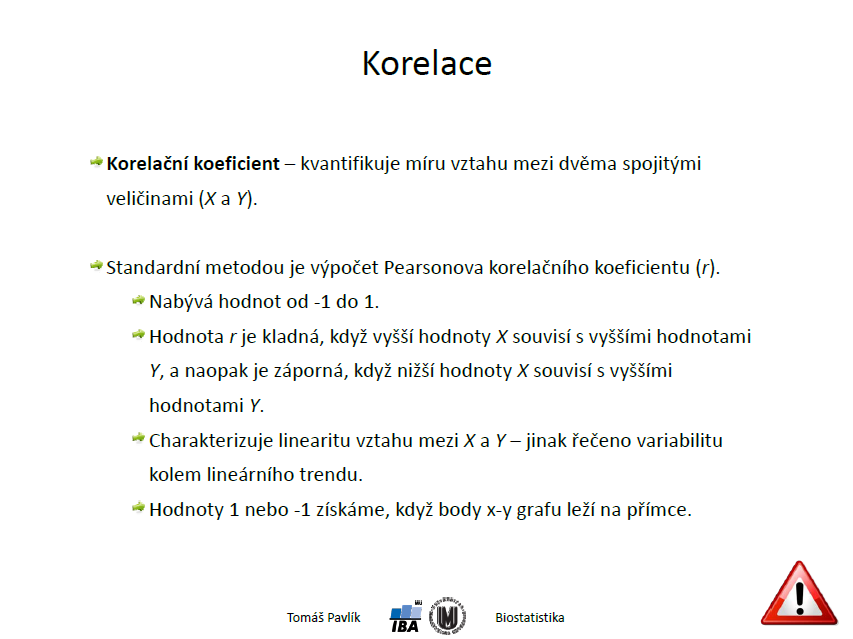 Korelace
Korelační koeficient – kvantifikuje míru vztahu mezi dvěma spojitými
veličinami (X a Y).
Standardní metodou je výpočet Pearsonova korelačního koeficientu (r).
Nabývá hodnot od -1 do 1.
Hodnota r je kladná, když vyšší hodnoty X souvisí s vyššími hodnotami
Y, a naopak je záporná, když nižší hodnoty X souvisí s vyššími
hodnotami Y.
Charakterizuje linearitu vztahu mezi X a Y – jinak řečeno variabilitu
kolem lineárního trendu.
Hodnoty 1 nebo -1 získáme, když body x-y grafu leží na přímce.
Tomáš Pavlík
IBA
Biostatistika